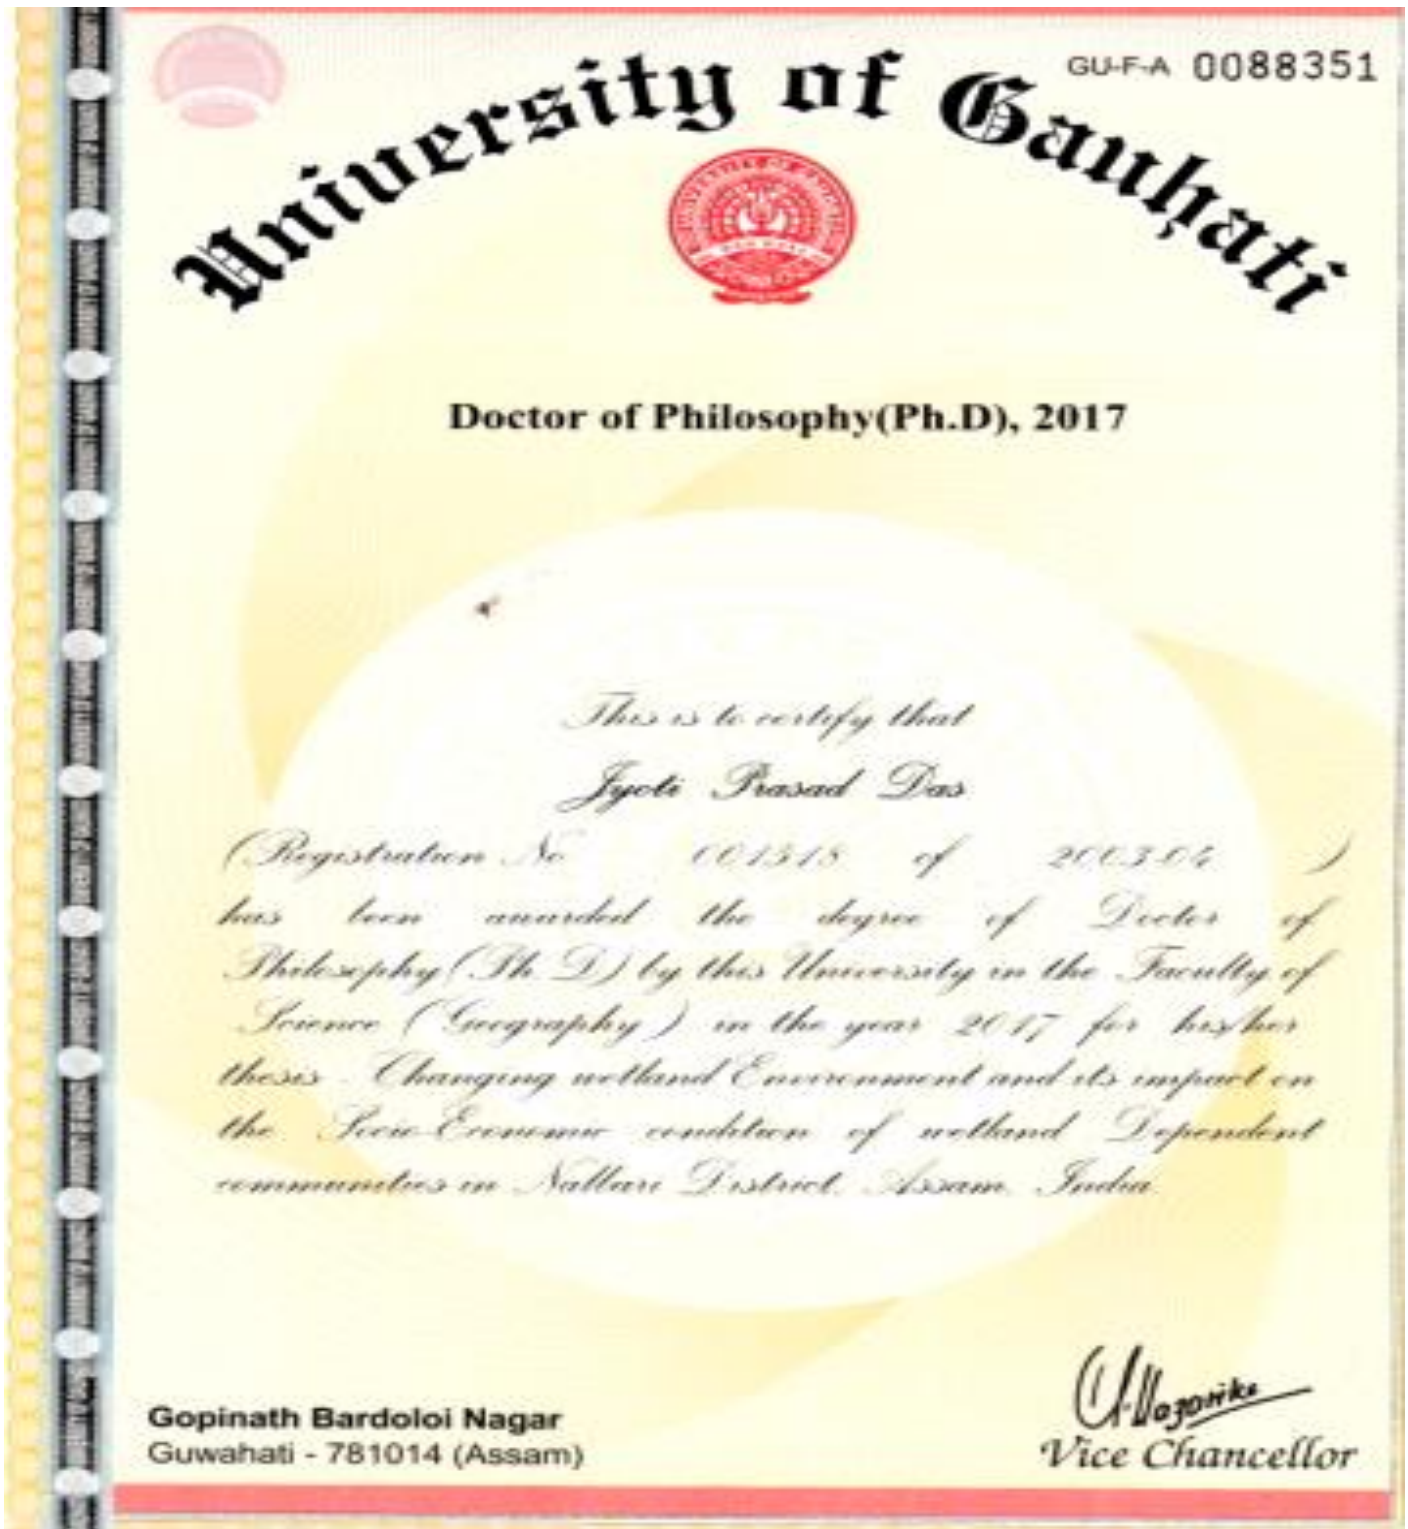 GU-F-A 0088351
University of Gauhati
Doctor of Philosophy(Ph.D), 2017
This is to certify that
Jyoti Prasad Das
(Registration No 001518 of 2003-04 )
has been awarded the degree of Doctor of
Philosophy (Ph.D) by this University in the Faculty of
Science (Geography) in the year 2017 for his/her
thesis Changing wetland Environment and its impact on
the Socio-Economic condition of wetland Dependent
communities in Nalbari District, Assam, India
Vice Chancellor
Gopinath Bardoloi Nagar
Guwahati - 781014 (Assam)